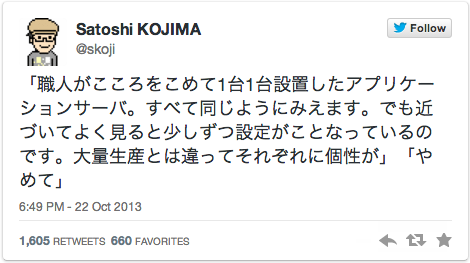 Satoshi KOJIMA
@skoji
Follow
「職人がこころをこめて1台1台設置したアプリケー
ションサーバ。すべて同じようにみえます。でも近
づいてよく見ると少しずつ設定がことなっているの
です。大量生産とは違ってそれぞれに個性が」「や
めて」
6:49 PM - 22 Oct 2013
1,605 RETWEETS 660 FAVORITES